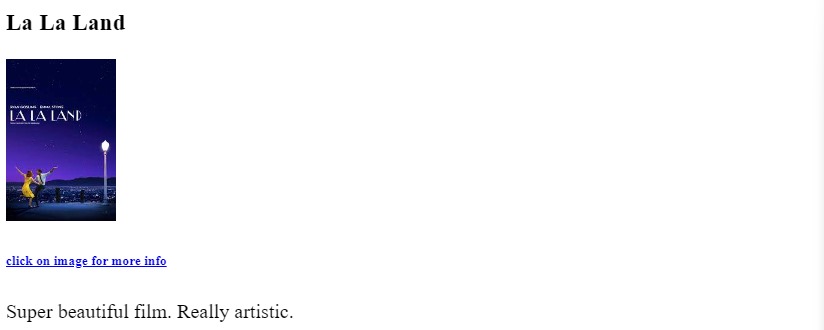 La La Land
RYAN GOSLING EMMA STONE
LA LA LAND
click on image for more info
Super beautiful film. Really artistic.